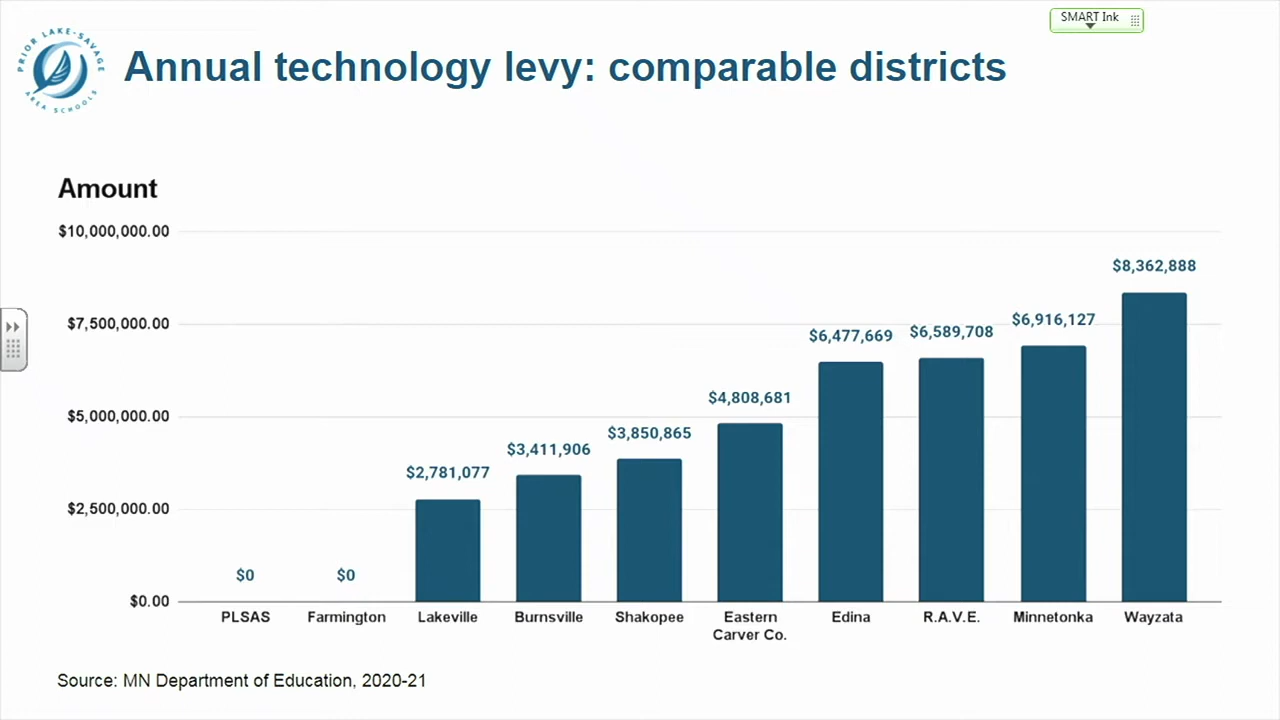 SMART Ink
PRIOR LAKE-SAVAGE
AREA SCHOOLS
Annual technology levy: comparable districts
Amount
$10,000,000.00
$7,500,000.00
$5,000,000.00
$2,500,000.00
$0.00
$0
$0
$2,781,077
$3,411,906
$3,850,865
$4,808,681
$6,477,669
$6,589,708
$6,916,127
$8,362,888
PLSAS
Farmington
Lakeville
Burnsville
Shakopee
Eastern
Carver Co.
Edina
R.A.V.E.
Minnetonka
Wayzata
Source: MN Department of Education, 2020-21